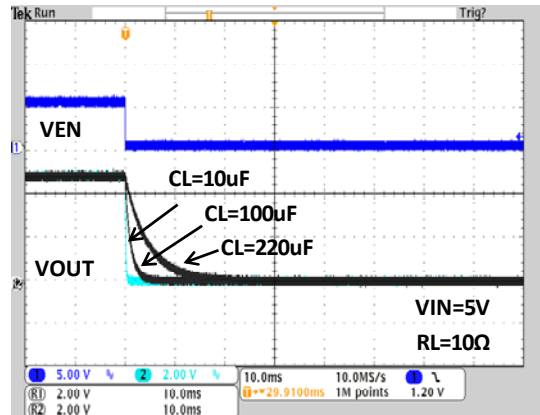 Tek Run
Trig?
T
VEN
1
CL=10uF
CL=100uF
CL=220uF
VOUT
VIN=5V
RL=10Ω
1 5.00 V
2 2.00 V
R1 2.00 V 10.0ms
R2 2.00 V 10.0ms
10.0ms 10.0MS/s
29.9100ms 1M points
1 1.20 V